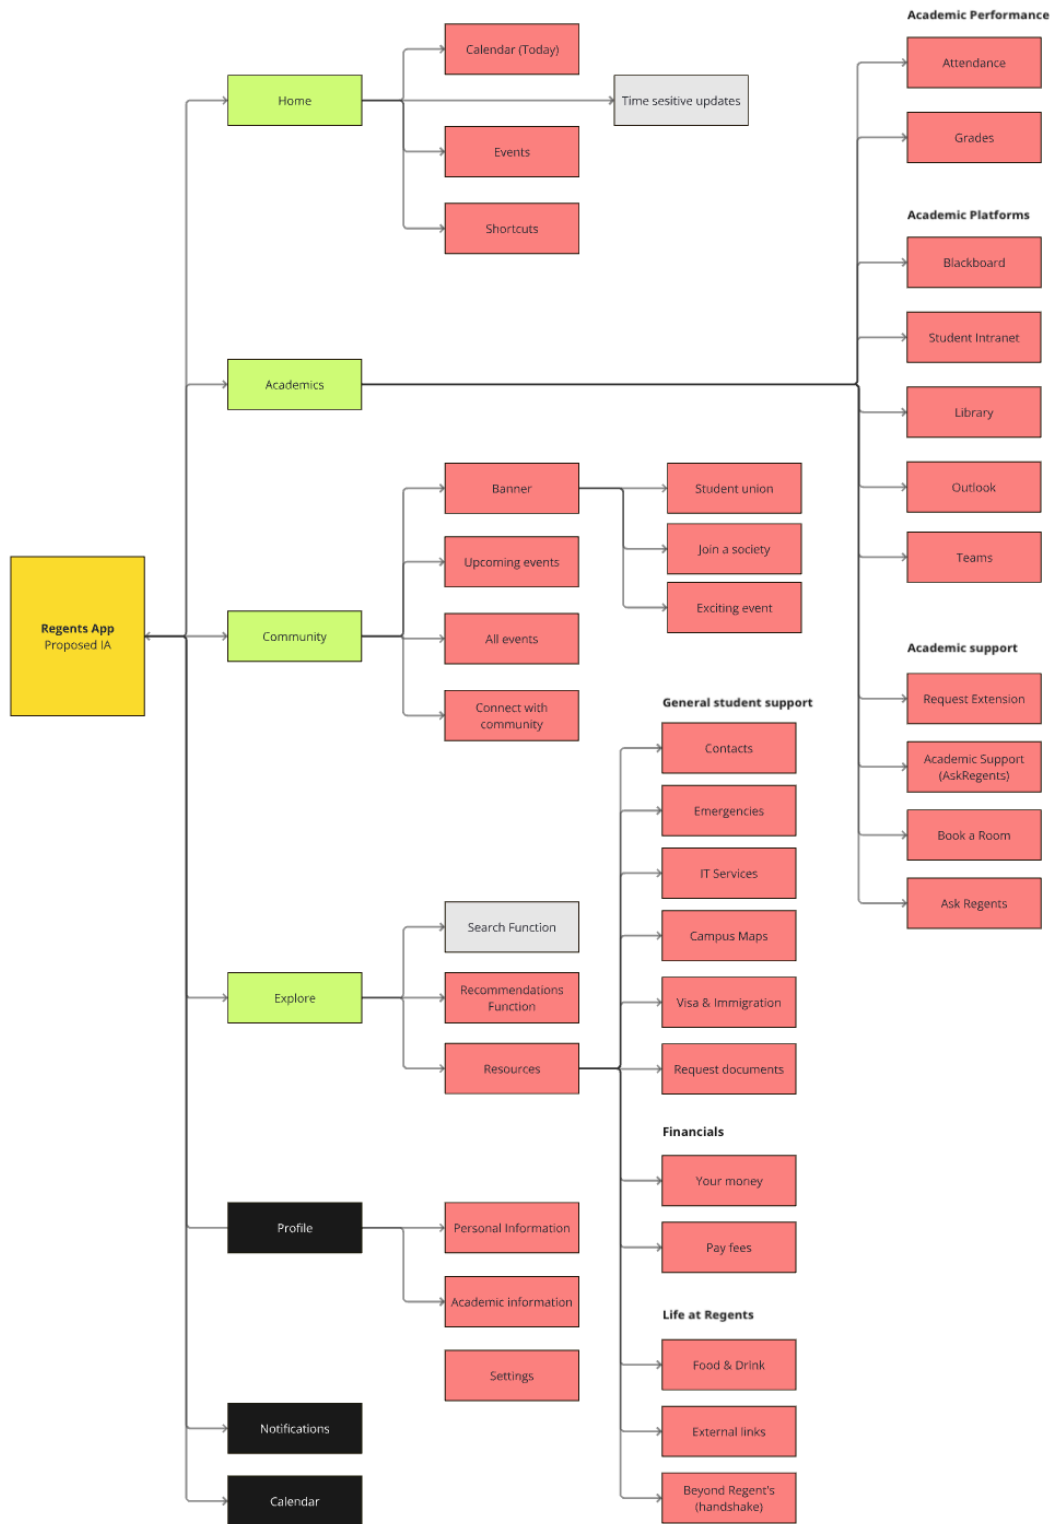 Regents App
Proposed IA
Home
Calendar (Today)
Time sesitive updates
Events
Shortcuts
Academics
Academic Performance
Attendance
Grades
Academic Platforms
Blackboard
Student Intranet
Library
Outlook
Teams
Academic support
Request Extension
Academic Support
(AskRegents)
Book a Room
Ask Regents
Community
Banner
Student union
Join a society
Exciting event
Upcoming events
All events
Connect with
community
Explore
Search Function
Recommendations
Function
Resources
General student support
Contacts
Emergencies
IT Services
Campus Maps
Visa & Immigration
Request documents
Financials
Your money
Pay fees
Life at Regents
Food & Drink
External links
Beyond Regent's
(handshake)
Profile
Personal Information
Academic information
Settings
Notifications
Calendar